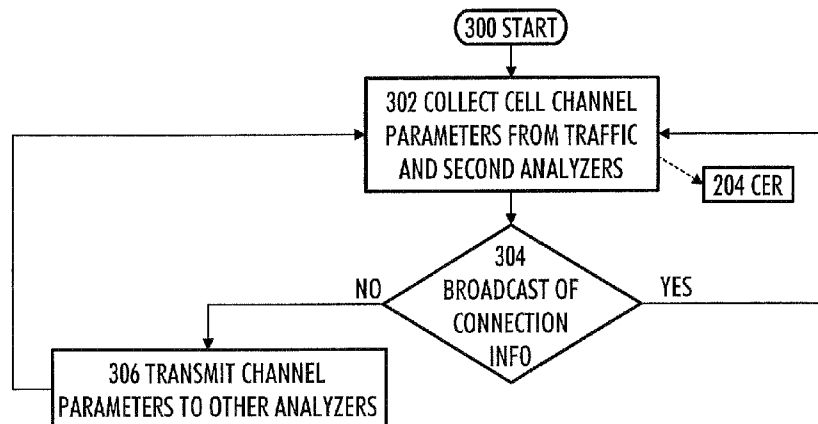 300 START
302 COLLECT CELL CHANNEL
PARAMETERS FROM TRAFFIC
AND SECOND ANALYZERS
204 CER
304
BROADCAST OF
CONNECTION
INFO
NO
YES
306 TRANSMIT CHANNEL
PARAMETERS TO OTHER ANALYZERS